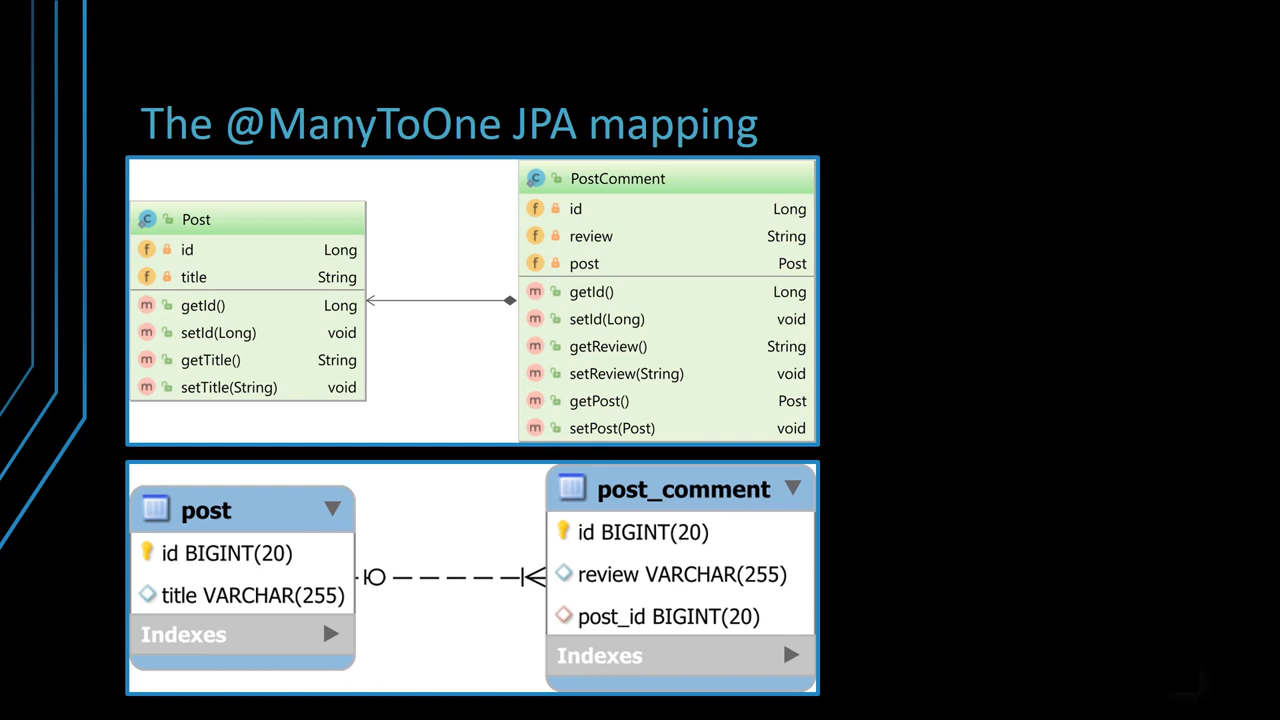 The @ManyToOne JPA mapping
Post
id Long
title String
getId() Long
setId(Long) void
getTitle() String
setTitle(String) void
PostComment
id Long
review String
post Post
getId() Long
setId(Long) void
getReview() String
setReview(String) void
getPost() Post
setPost(Post) void
post
id BIGINT(20)
title VARCHAR(255)
Indexes
post_comment
id BIGINT(20)
review VARCHAR(255)
post_id BIGINT(20)
Indexes